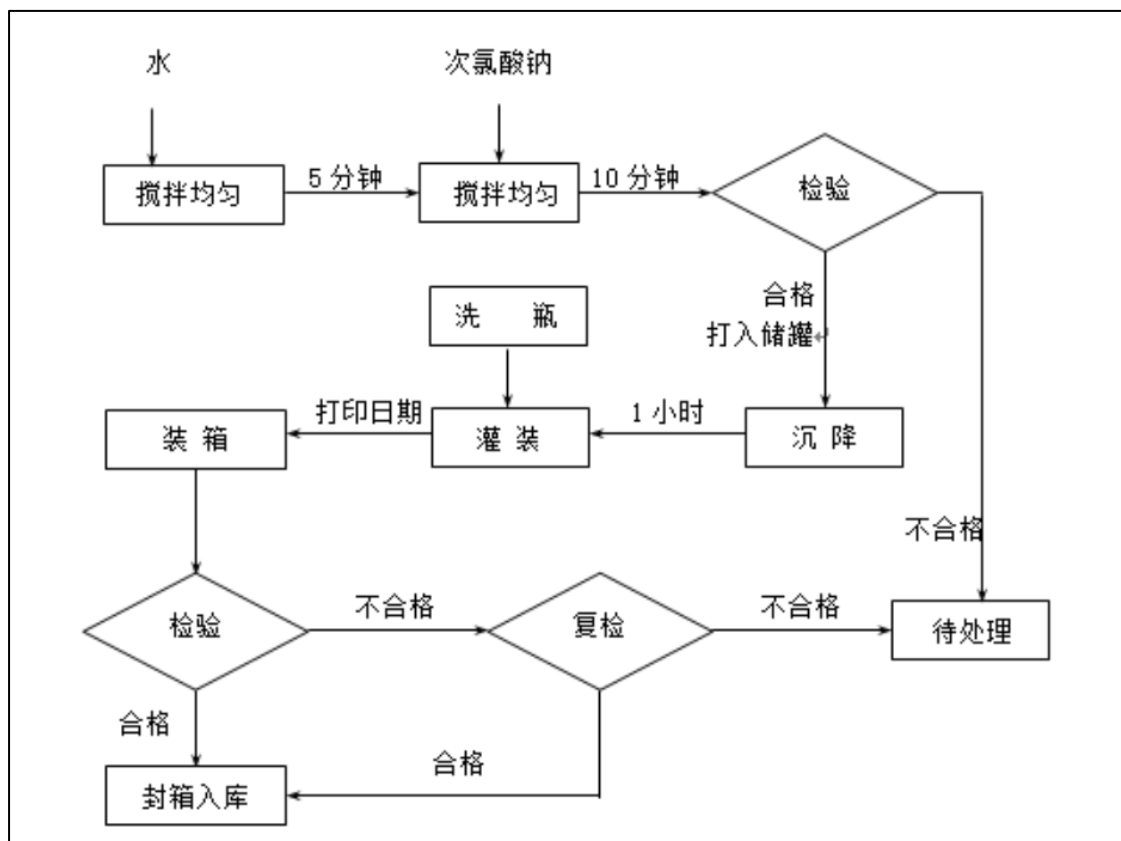 水
次氯酸钠
搅拌均匀
5 分钟
搅拌均匀
10 分钟
检验
合格
打入储罐↵
洗 瓶
装 箱
打印日期
灌 装
1 小时
沉 降
不合格
检验
不合格
复检
不合格
待处理
合格
合格
封箱入库